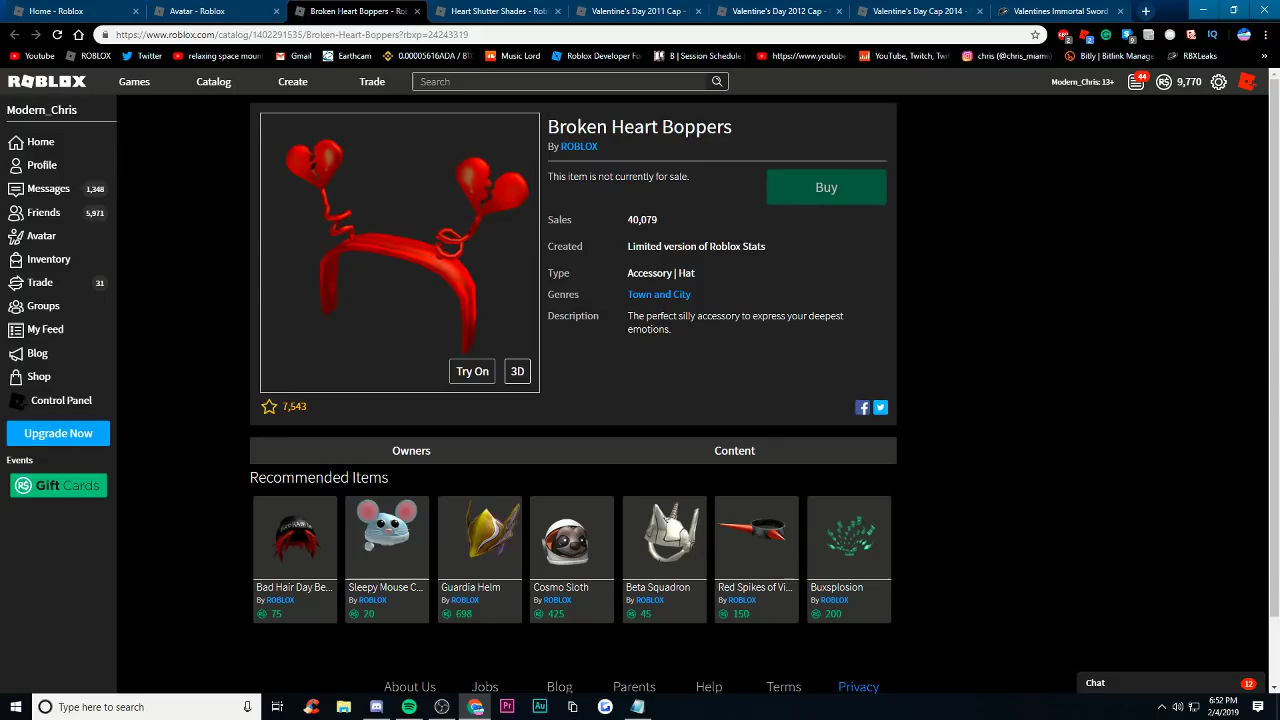 Home - Roblox
Avatar - Roblox
Broken Heart Boppers - Rol
Heart Shutter Shades - Rob
Valentine's Day 2011 Cap -
Valentine's Day 2012 Cap -
Valentine's Day Cap 2014 -
Valentines Immortal Sword
https://www.roblox.com/catalog/1402291535/Broken-Heart-Boppers?rbxp=24243319
Youtube
ROBLOX
Twitter
relaxing space mount
Gmail
Earthcam
0.00005616ADA / BTC
Music Lord
Roblox Developer Fo
B | Session Schedule |
https://www.youtube
YouTube, Twitch, Twit
chris (@chris_miami)
Bitly | Bitlink Manage
RBXLeaks
ROBLOX
Games
Catalog
Create
Trade
Search
Modern_Chris: 13+
44
9,770
Modern_Chris
Home
Profile
Messages 1,348
Friends 5,971
Avatar
Inventory
Trade 31
Groups
My Feed
Blog
Shop
Control Panel
Upgrade Now
Events
R$ Gift Cards
Broken Heart Boppers
By ROBLOX
This item is not currently for sale.
Buy
Sales 40,079
Created Limited version of Roblox Stats
Type Accessory | Hat
Genres Town and City
Description The perfect silly accessory to express your deepest
emotions.
Try On
3D
7,543
Owners
Content
Recommended Items
Bad Hair Day Be...
By ROBLOX
75
Sleepy Mouse C...
By ROBLOX
20
Guardia Helm
By ROBLOX
698
Cosmo Sloth
By ROBLOX
425
Beta Squadron
By ROBLOX
45
Red Spikes of Vi...
By ROBLOX
150
Buxsplosion
By ROBLOX
200
About Us
Jobs
Blog
Parents
Help
Terms
Privacy
Chat
12
Type here to search
6:52 PM
2/4/2019